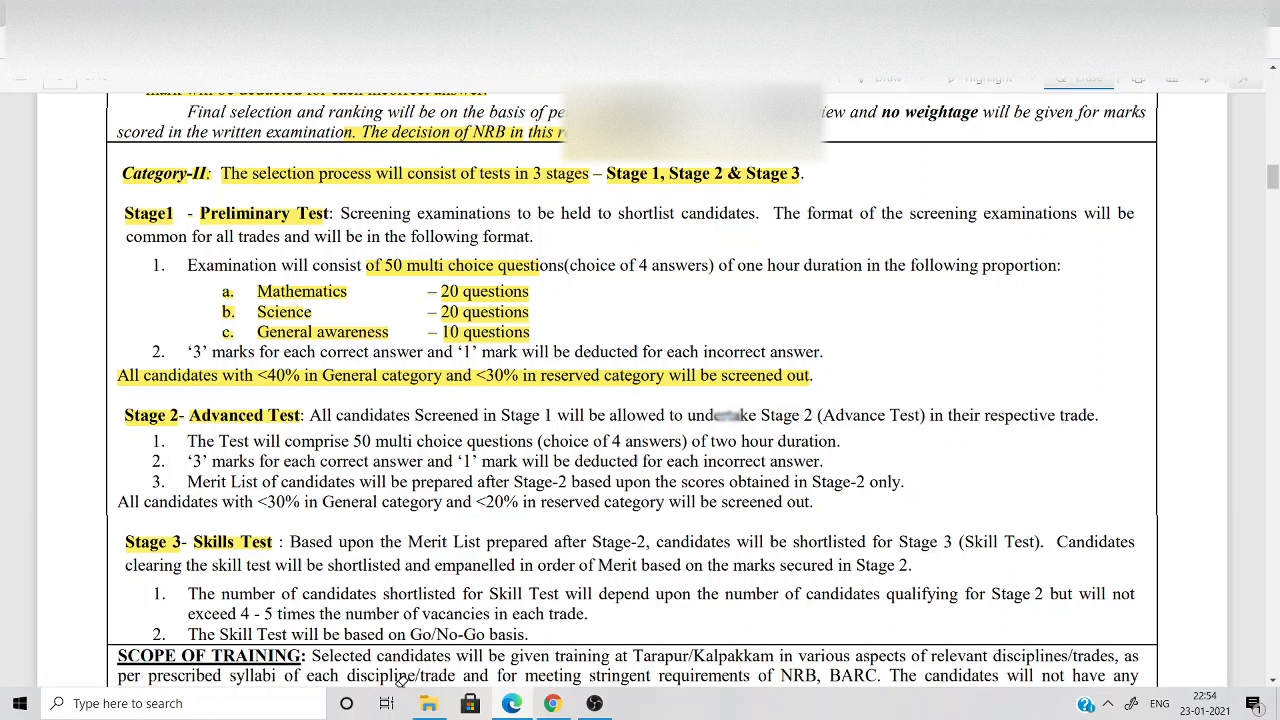 Final selection and ranking will be on the basis of and no weightage will be given for marks
scored in the written examination. The decision of NRB in this
Category-II: The selection process will consist of tests in 3 stages – Stage 1, Stage 2 & Stage 3.
Stage1 - Preliminary Test: Screening examinations to be held to shortlist candidates. The format of the screening examinations will be
common for all trades and will be in the following format.
1. Examination will consist of 50 multi choice questions(choice of 4 answers) of one hour duration in the following proportion:
a. Mathematics – 20 questions
b. Science – 20 questions
c. General awareness – 10 questions
2. ‘3’ marks for each correct answer and ‘1’ mark will be deducted for each incorrect answer.
All candidates with <40% in General category and <30% in reserved category will be screened out.
Stage 2- Advanced Test: All candidates Screened in Stage 1 will be allowed to undertake Stage 2 (Advance Test) in their respective trade.
1. The Test will comprise 50 multi choice questions (choice of 4 answers) of two hour duration.
2. ‘3’ marks for each correct answer and ‘1’ mark will be deducted for each incorrect answer.
3. Merit List of candidates will be prepared after Stage-2 based upon the scores obtained in Stage-2 only.
All candidates with <30% in General category and <20% in reserved category will be screened out.
Stage 3- Skills Test : Based upon the Merit List prepared after Stage-2, candidates will be shortlisted for Stage 3 (Skill Test). Candidates
clearing the skill test will be shortlisted and empanelled in order of Merit based on the marks secured in Stage 2.
1. The number of candidates shortlisted for Skill Test will depend upon the number of candidates qualifying for Stage 2 but will not
exceed 4 - 5 times the number of vacancies in each trade.
2. The Skill Test will be based on Go/No-Go basis.
SCOPE OF TRAINING: Selected candidates will be given training at Tarapur/Kalpakkam in various aspects of relevant disciplines/trades, as
per prescribed syllabi of each discipline/trade and for meeting stringent requirements of NRB, BARC. The candidates will not have any
Type here to search
ENG
22:54
23-01-2021